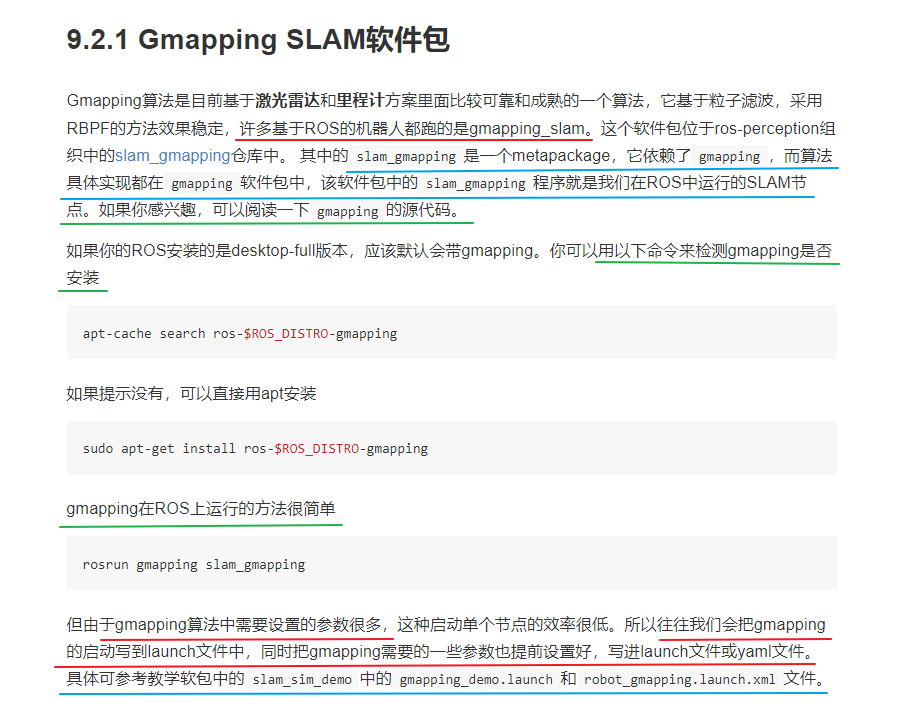 9.2.1 Gmapping SLAM软件包
Gmapping算法是目前基于激光雷达和里程计方案里面比较可靠和成熟的一个算法，它基于粒子滤波，采用
RBPF的方法效果稳定，许多基于ROS的机器人都跑的是gmapping_slam。这个软件包位于ros-perception组
织中的slam_gmapping仓库中。 其中的 slam_gmapping 是一个metapackage，它依赖了 gmapping ，而算法
具体实现都在 gmapping 软件包中，该软件包中的 slam_gmapping 程序就是我们在ROS中运行的SLAM节
点。如果你感兴趣，可以阅读一下 gmapping 的源代码。
如果你的ROS安装的是desktop-full版本，应该默认会带gmapping。你可以用以下命令来检测gmapping是否
安装
apt-cache search ros-$ROS_DISTRO-gmapping
如果提示没有，可以直接用apt安装
sudo apt-get install ros-$ROS_DISTRO-gmapping
gmapping在ROS上运行的方法很简单
rosrun gmapping slam_gmapping
但由于gmapping算法中需要设置的参数很多，这种启动单个节点的效率很低。所以往往我们会把gmapping
的启动写到launch文件中，同时把gmapping需要的一些参数也提前设置好，写进launch文件或yaml文件。
具体可参考教学软包中的 slam_sim_demo 中的 gmapping_demo.launch 和 robot_gmapping.launch.xml 文件。